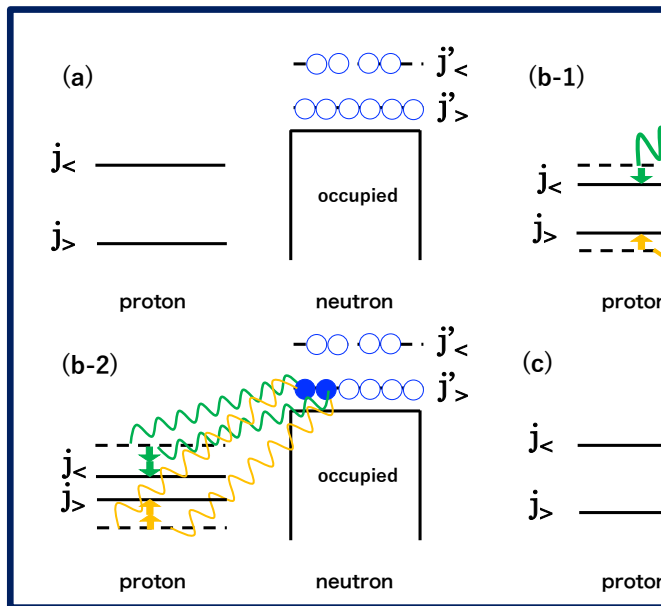 (a)
j'<
j'>
j<
j>
occupied
proton
neutron
(b-1)
j<
j>
proton
(b-2)
j'<
j'>
j<
j>
occupied
proton
neutron
(c)
j<
j>
proton